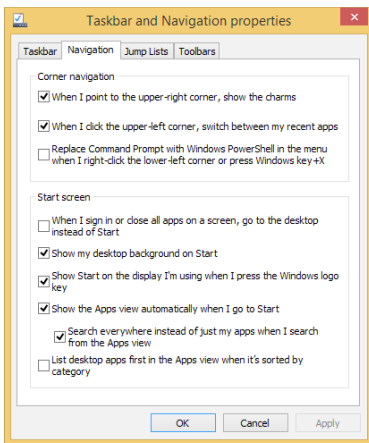 Taskbar and Navigation properties
Taskbar Navigation Jump Lists Toolbars
Corner navigation
When I point to the upper-right corner, show the charms
When I click the upper-left corner, switch between my recent apps
Replace Command Prompt with Windows PowerShell in the menu
when I right-click the lower-left corner or press Windows key+X
Start screen
When I sign in or close all apps on a screen, go to the desktop
instead of Start
Show my desktop background on Start
Show Start on the display I'm using when I press the Windows logo
key
Show the Apps view automatically when I go to Start
Search everywhere instead of just my apps when I search
from the Apps view
List desktop apps first in the Apps view when it's sorted by
category
OK Cancel Apply